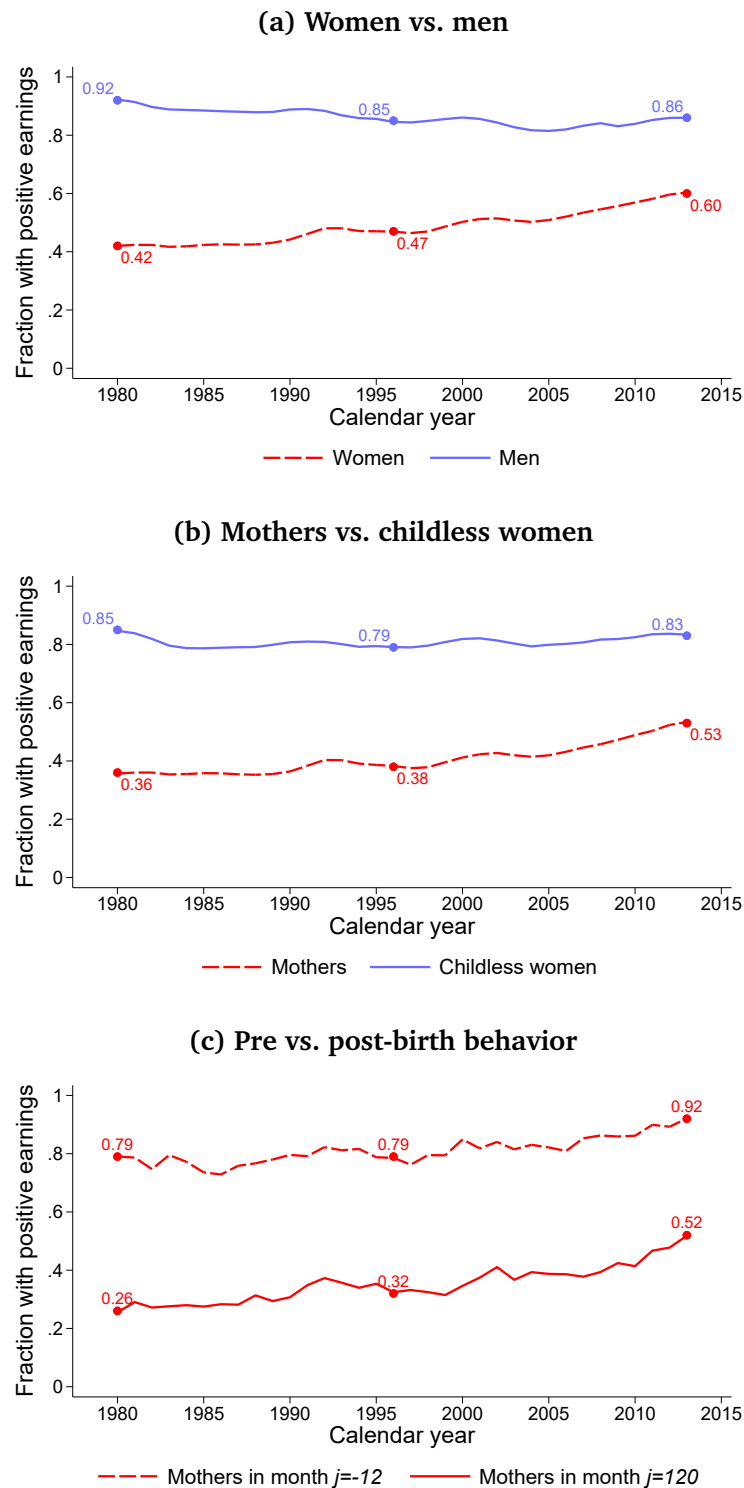 (a) Women vs. men
Fraction with positive earnings
1
.8
.6
.4
.2
0
0.92
0.85
0.86
0.42
0.47
0.60
1980 1985 1990 1995 2000 2005 2010 2015
Calendar year
Women Men
(b) Mothers vs. childless women
Fraction with positive earnings
1
.8
.6
.4
.2
0
0.85
0.79
0.83
0.36
0.38
0.53
1980 1985 1990 1995 2000 2005 2010 2015
Calendar year
Mothers Childless women
(c) Pre vs. post-birth behavior
Fraction with positive earnings
1
.8
.6
.4
.2
0
0.79
0.79
0.92
0.26
0.32
0.52
1980 1985 1990 1995 2000 2005 2010 2015
Calendar year
Mothers in month j=-12 Mothers in month j=120